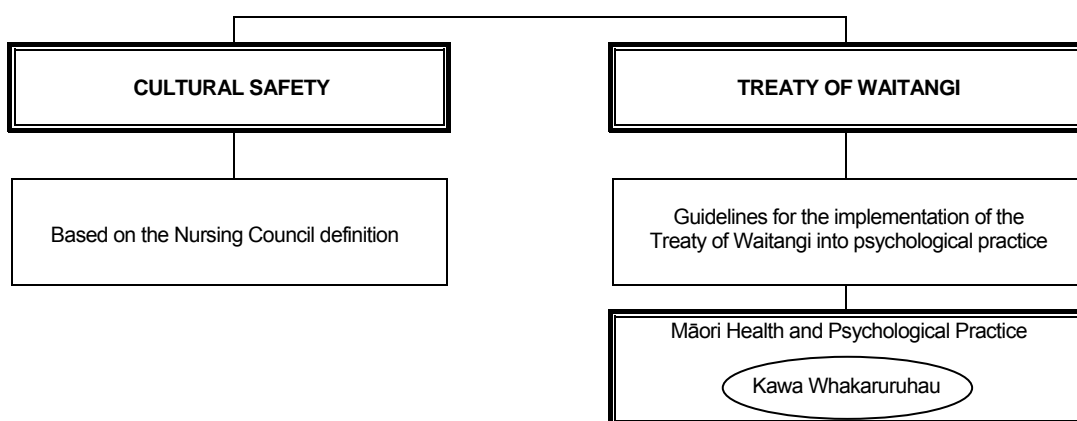 CULTURAL SAFETY
Based on the Nursing Council definition
TREATY OF WAITANGI
Guidelines for the implementation of the
Treaty of Waitangi into psychological practice
Māori Health and Psychological Practice
Kawa Whakaruruhau